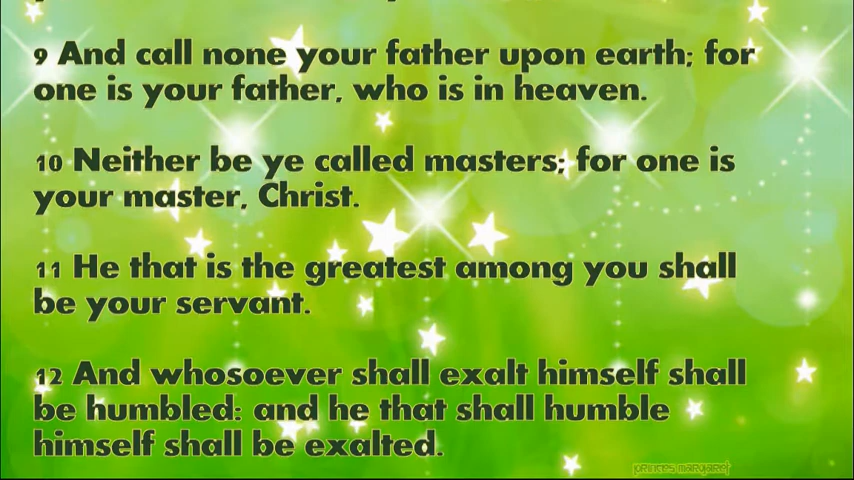 9 And call none your father upon earth; for
one is your father, who is in heaven.
10 Neither be ye called masters; for one is
your master, Christ.
11 He that is the greatest among you shall
be your servant.
12 And whosoever shall exalt himself shall
be humbled: and he that shall humble
himself shall be exalted.
princes margaret